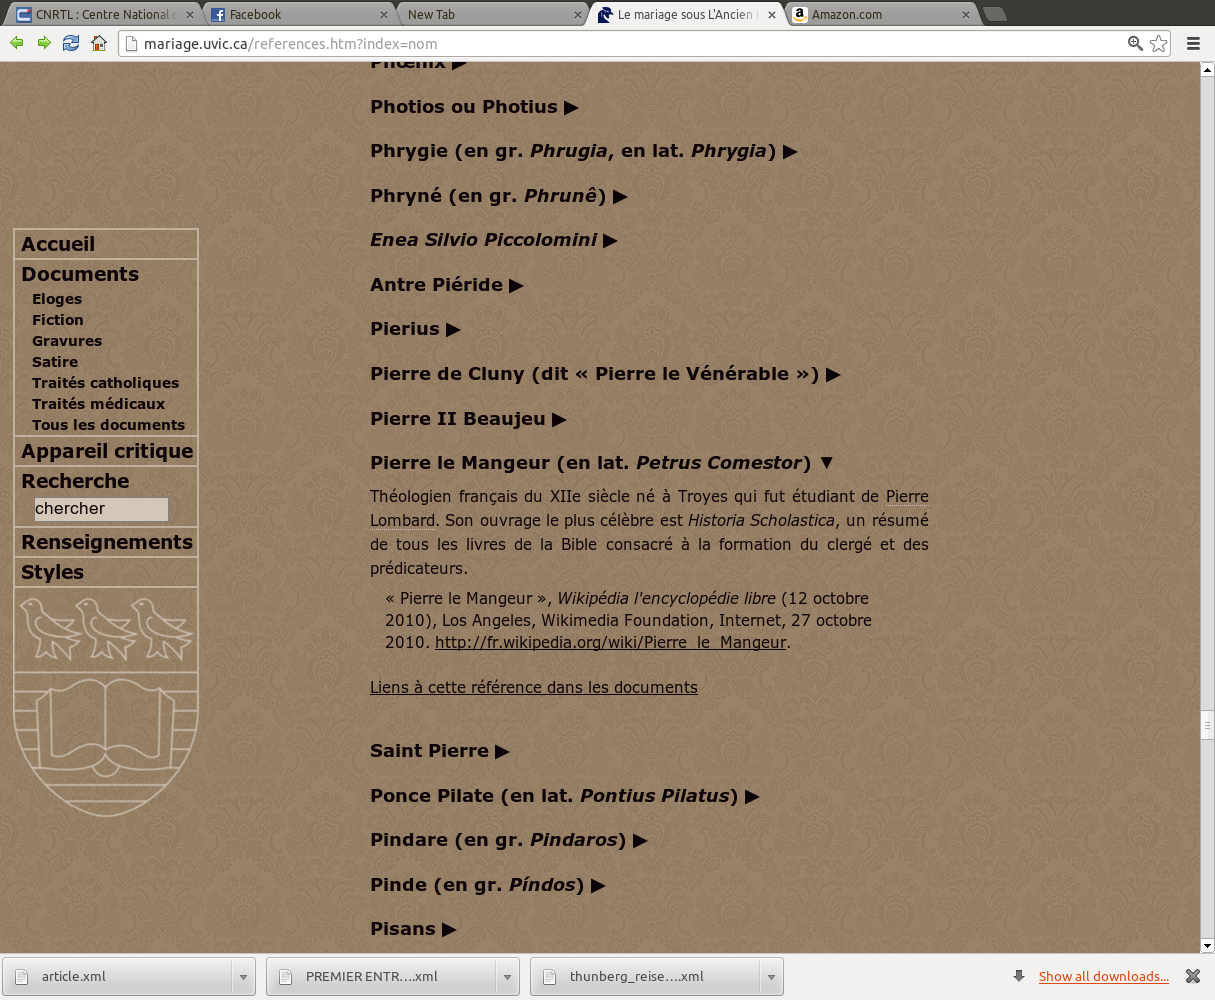 CNRTL : Centre National
Facebook
New Tab
Le mariage sous L'Ancien
Amazon.com
mariage.uvic.ca/references.htm?index=nom
Phœnix ▶
Photios ou Photius ▶
Phrygie (en gr. Phrugia, en lat. Phrygia) ▶
Phryné (en gr. Phrunê) ▶
Enea Silvio Piccolomini ▶
Antre Piéride ▶
Pierius ▶
Pierre de Cluny (dit « Pierre le Vénérable ») ▶
Pierre II Beaujeu ▶
Pierre le Mangeur (en lat. Petrus Comestor) ▼
Théologien français du XIIe siècle né à Troyes qui fut étudiant de Pierre
Lombard. Son ouvrage le plus célèbre est Historia Scholastica, un résumé
de tous les livres de la Bible consacré à la formation du clergé et des
prédicateurs.
« Pierre le Mangeur », Wikipédia l'encyclopédie libre (12 octobre
2010), Los Angeles, Wikimedia Foundation, Internet, 27 octobre
2010. http://fr.wikipedia.org/wiki/Pierre_le_Mangeur.
Liens à cette référence dans les documents
Saint Pierre ▶
Ponce Pilate (en lat. Pontius Pilatus) ▶
Pindare (en gr. Pindaros) ▶
Pinde (en gr. Píndos) ▶
Pisans ▶
Accueil
Documents
Eloges
Fiction
Gravures
Satire
Traités catholiques
Traités médicaux
Tous les documents
Appareil critique
Recherche
chercher
Renseignements
Styles
article.xml
PREMIER ENTR....xml
thunberg_reise....xml
Show all downloads...